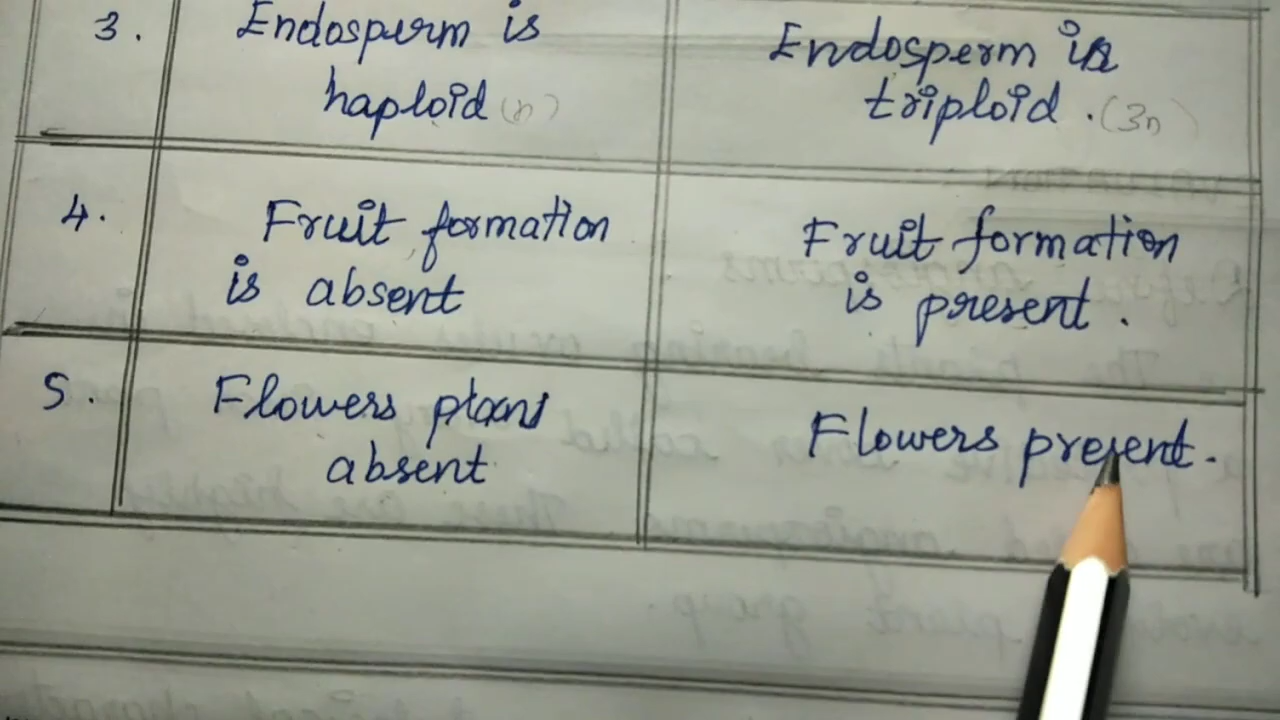 3.
Endosperm is
haploid (n)
Endosperm is
triploid. (3n)
4.
Fruit formation
is absent
Fruit formation
is present.
5.
Flowers
absent
Flowers present.